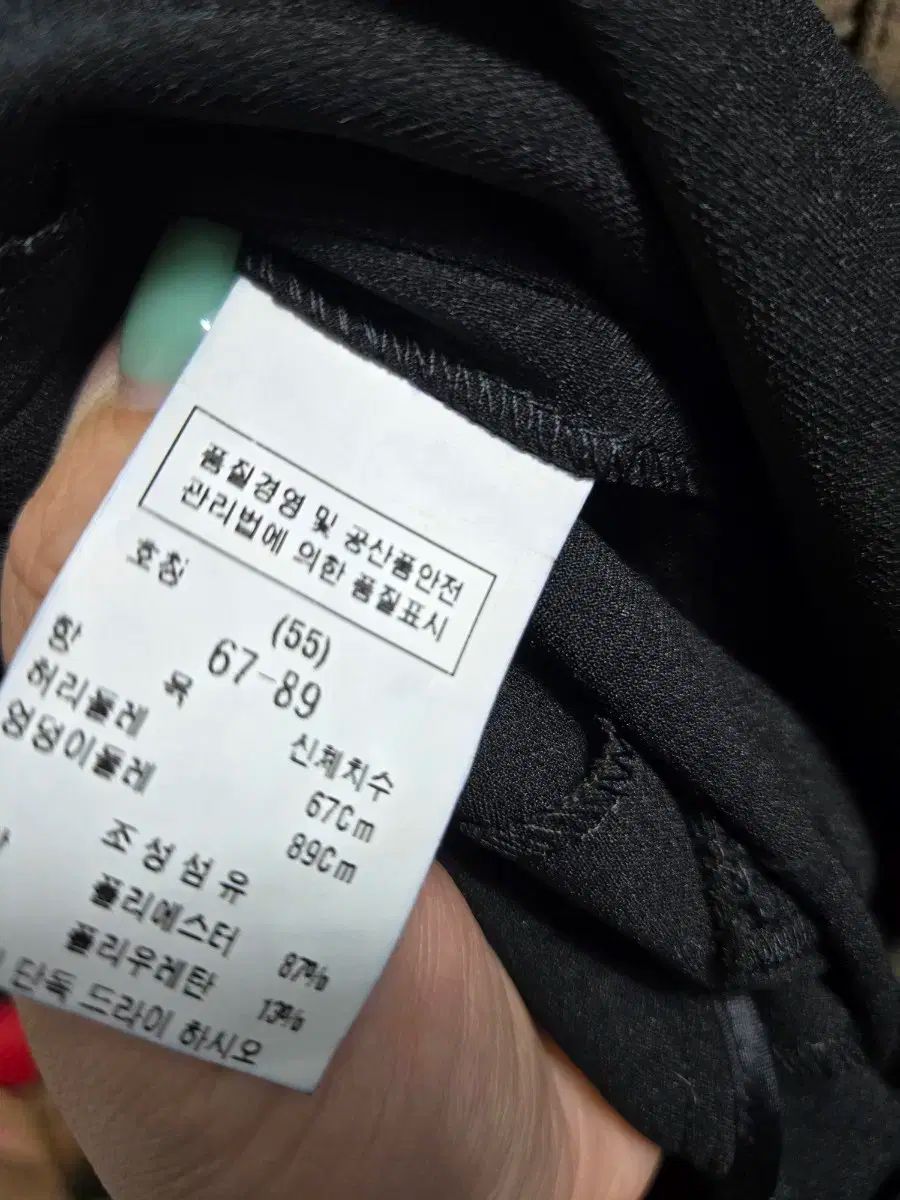 품질경영 및 공산품안전
관리법에 의한 품질표시
호칭
(55)
67-89
항 목 신체치수
허리둘레 67Cm
엉덩이둘레 89Cm
조성섬유
폴리에스터 87%
폴리우레탄 13%
단독 드라이 하시오